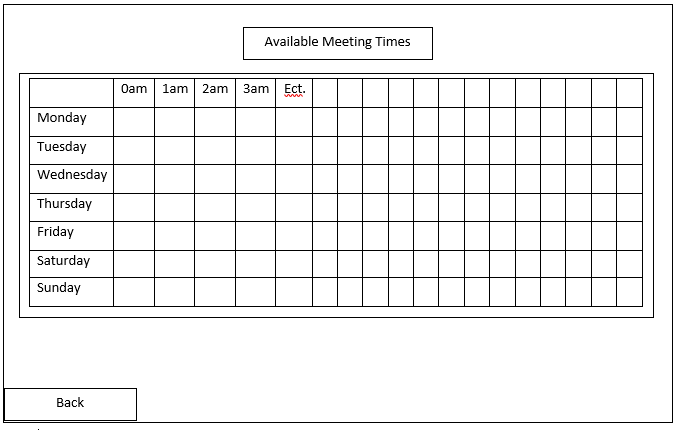 Available Meeting Times
0am 1am 2am 3am Ect.
Monday
Tuesday
Wednesday
Thursday
Friday
Saturday
Sunday
Back